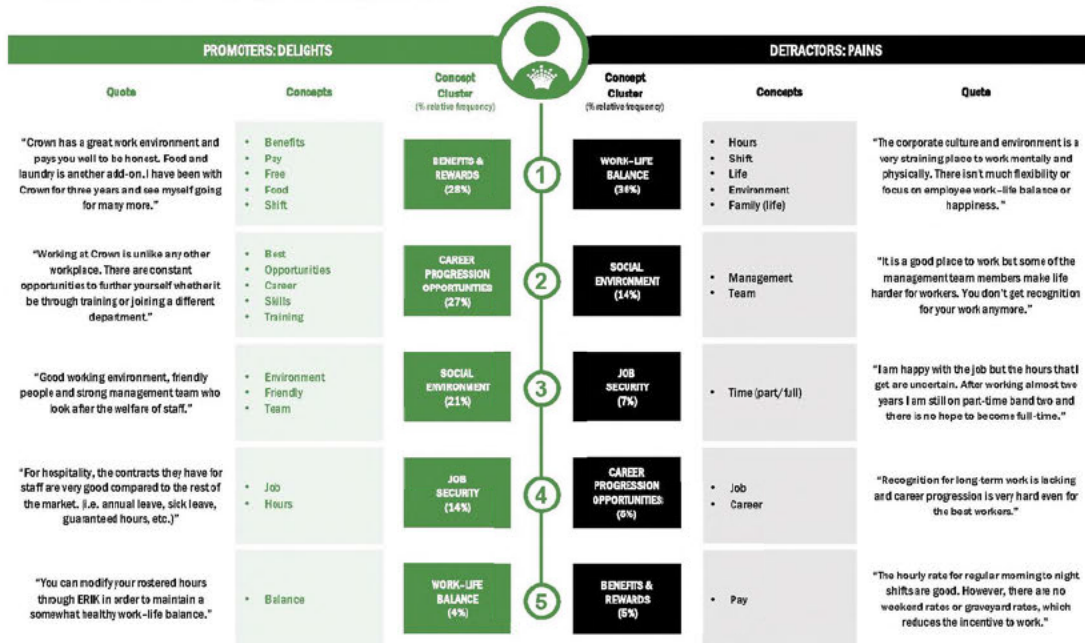 PROMOTERS: DELIGHTS
DETRACTORS: PAINS
Quote
Concepts
Concept
Cluster
(% relative frequency)
Concept
Cluster
(% relative frequency)
Concepts
Quote
“Crown has a great work environment and
pays you well to be honest. Food and
laundry is another add-on. I have been with
Crown for three years and see myself going
for many more.”
• Benefits
• Pay
• Free
• Food
• Shift
BENEFITS &
REWARDS
(28%)
1
WORK–LIFE
BALANCE
(36%)
• Hours
• Shift
• Life
• Environment
• Family (life)
“The corporate culture and environment is a
very straining place to work mentally and
physically. There isn’t much flexibility or
focus on employee work–life balance or
happiness. ”
“Working at Crown is unlike any other
workplace. There are constant
opportunities to further yourself whether it
be through training or joining a different
department.”
• Best
• Opportunities
• Career
• Skills
• Training
CAREER
PROGRESSION
OPPORTUNITIES
(27%)
2
SOCIAL
ENVIRONMENT
(14%)
• Management
• Team
“It is a good place to work but some of the
management team members make life
harder for workers. You don’t get recognition
for your work anymore.”
“Good working environment, friendly
people and strong management team who
look after the welfare of staff.”
• Environment
• Friendly
• Team
SOCIAL
ENVIRONMENT
(21%)
3
JOB
SECURITY
(7%)
• Time (part/full)
“I am happy with the job but the hours that I
get are uncertain. After working almost two
years I am still on part-time band two and
there is no hope to become full-time.”
“For hospitality, the contracts they have for
staff are very good compared to the rest of
the market. (i.e. annual leave, sick leave,
guaranteed hours, etc.)”
• Job
• Hours
JOB
SECURITY
(14%)
4
CAREER
PROGRESSION
OPPORTUNITIES
• Job
• Career
“Recognition for long-term work is lacking
and career progression is very hard even for
the best workers.”
“You can modify your rostered hours
through ERIK in order to maintain a
somewhat healthy work–life balance.”
• Balance
WORK–LIFE
BALANCE
(4%)
5
BENEFITS &
REWARDS
(5%)
• Pay
“The hourly rate for regular morning to night
shifts are good. However, there are no
weekend rates or graveyard rates, which
reduces the incentive to work.”